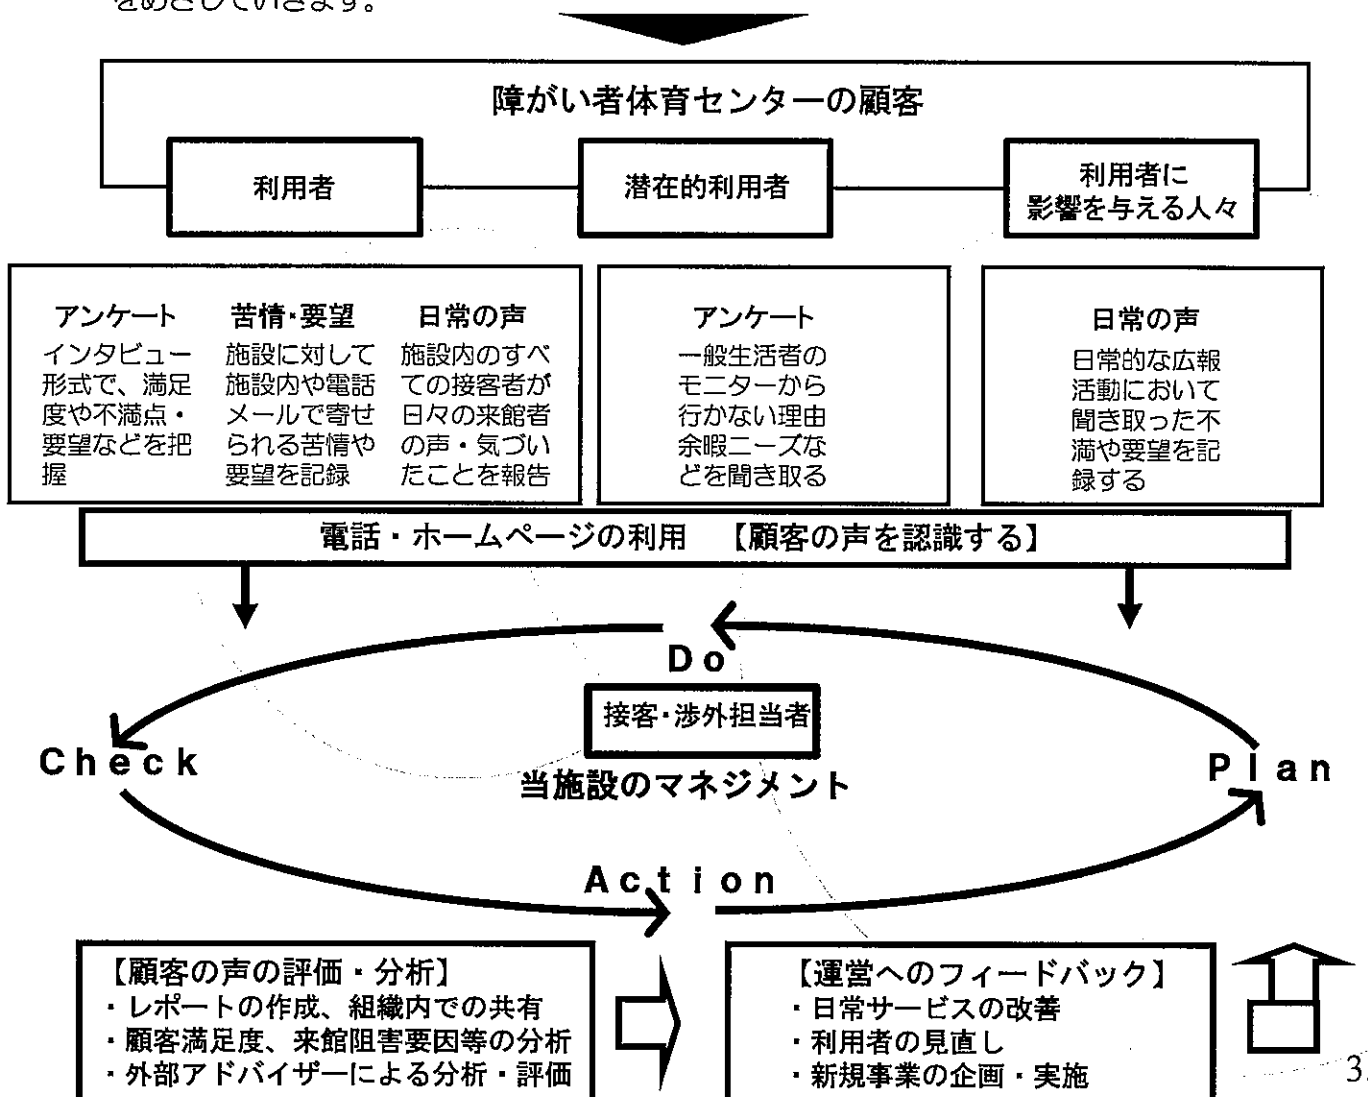 をめざしていきます。
障がい者体育センターの顧客
利用者
潜在的利用者
利用者に
影響を与える人々
アンケート
インタビュー
形式で、満足
度や不満点・
要望などを把
握
苦情・要望
施設に対して
施設内や電話
メールで寄せ
られる苦情や
要望を記録
日常の声
施設内のすべ
ての接客者が
日々の来館者
の声・気づい
たことを報告
アンケート
一般生活者の
モニターから
行かない理由
余暇ニーズな
どを聞き取る
日常の声
日常的な広報
活動において
聞き取った不
満や要望を記
録する
電話・ホームページの利用　【顧客の声を認識する】
Do
接客・渉外担当者
Check
Plan
当施設のマネジメント
Action
【顧客の声の評価・分析】
・レポートの作成、組織内での共有
・顧客満足度、来館阻害要因等の分析
・外部アドバイザーによる分析・評価
【運営へのフィードバック】
・日常サービスの改善
・利用者の見直し
・新規事業の企画・実施